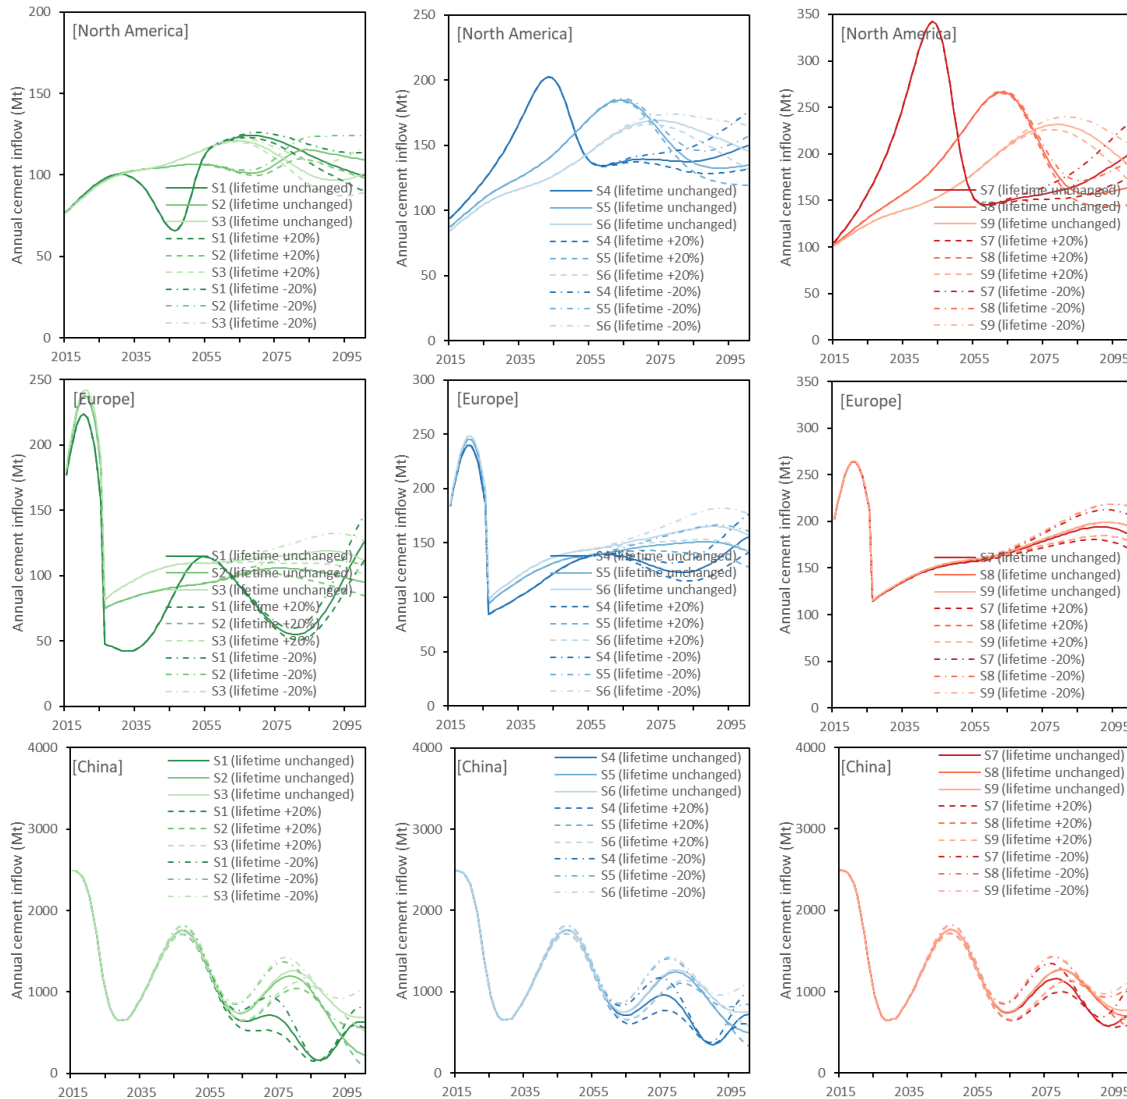 [North America]
Annual cement inflow (Mt)
200
150
100
50
0
2015 2035 2055 2075 2095
S1 (lifetime unchanged)
S2 (lifetime unchanged)
S3 (lifetime unchanged)
S1 (lifetime +20%)
S2 (lifetime +20%)
S3 (lifetime +20%)
S1 (lifetime -20%)
S2 (lifetime -20%)
S3 (lifetime -20%)
[North America]
Annual cement inflow (Mt)
250
200
150
100
50
0
2015 2035 2055 2075 2095
S4 (lifetime unchanged)
S5 (lifetime unchanged)
S6 (lifetime unchanged)
S4 (lifetime +20%)
S5 (lifetime +20%)
S6 (lifetime +20%)
S4 (lifetime -20%)
S5 (lifetime -20%)
S6 (lifetime -20%)
[North America]
Annual cement inflow (Mt)
350
300
250
200
150
100
50
0
2015 2035 2055 2075 2095
S7 (lifetime unchanged)
S8 (lifetime unchanged)
S9 (lifetime unchanged)
S7 (lifetime +20%)
S8 (lifetime +20%)
S9 (lifetime +20%)
S7 (lifetime -20%)
S8 (lifetime -20%)
S9 (lifetime -20%)
[Europe]
Annual cement inflow (Mt)
250
200
150
100
50
0
2015 2035 2055 2075 2095
S1 (lifetime unchanged)
S2 (lifetime unchanged)
S3 (lifetime unchanged)
S1 (lifetime +20%)
S2 (lifetime +20%)
S3 (lifetime +20%)
S1 (lifetime -20%)
S2 (lifetime -20%)
S3 (lifetime -20%)
[Europe]
Annual cement inflow (Mt)
300
250
200
150
100
50
0
2015 2035 2055 2075 2095
S4 (lifetime unchanged)
S5 (lifetime unchanged)
S6 (lifetime unchanged)
S4 (lifetime +20%)
S5 (lifetime +20%)
S6 (lifetime +20%)
S4 (lifetime -20%)
S5 (lifetime -20%)
S6 (lifetime -20%)
[Europe]
Annual cement inflow (Mt)
350
300
250
200
150
100
50
0
2015 2035 2055 2075 2095
S7 (lifetime unchanged)
S8 (lifetime unchanged)
S9 (lifetime unchanged)
S7 (lifetime +20%)
S8 (lifetime +20%)
S9 (lifetime +20%)
S7 (lifetime -20%)
S8 (lifetime -20%)
S9 (lifetime -20%)
[China]
Annual cement inflow (Mt)
4000
3000
2000
1000
0
2015 2035 2055 2075 2095
S1 (lifetime unchanged)
S2 (lifetime unchanged)
S3 (lifetime unchanged)
S1 (lifetime +20%)
S2 (lifetime +20%)
S3 (lifetime +20%)
S1 (lifetime -20%)
S2 (lifetime -20%)
S3 (lifetime -20%)
[China]
Annual cement inflow (Mt)
4000
3000
2000
1000
0
2015 2035 2055 2075 2095
S4 (lifetime unchanged)
S5 (lifetime unchanged)
S6 (lifetime unchanged)
S4 (lifetime +20%)
S5 (lifetime +20%)
S6 (lifetime +20%)
S4 (lifetime -20%)
S5 (lifetime -20%)
S6 (lifetime -20%)
[China]
Annual cement inflow (Mt)
4000
3000
2000
1000
0
2015 2035 2055 2075 2095
S7 (lifetime unchanged)
S8 (lifetime unchanged)
S9 (lifetime unchanged)
S7 (lifetime +20%)
S8 (lifetime +20%)
S9 (lifetime +20%)
S7 (lifetime -20%)
S8 (lifetime -20%)
S9 (lifetime -20%)